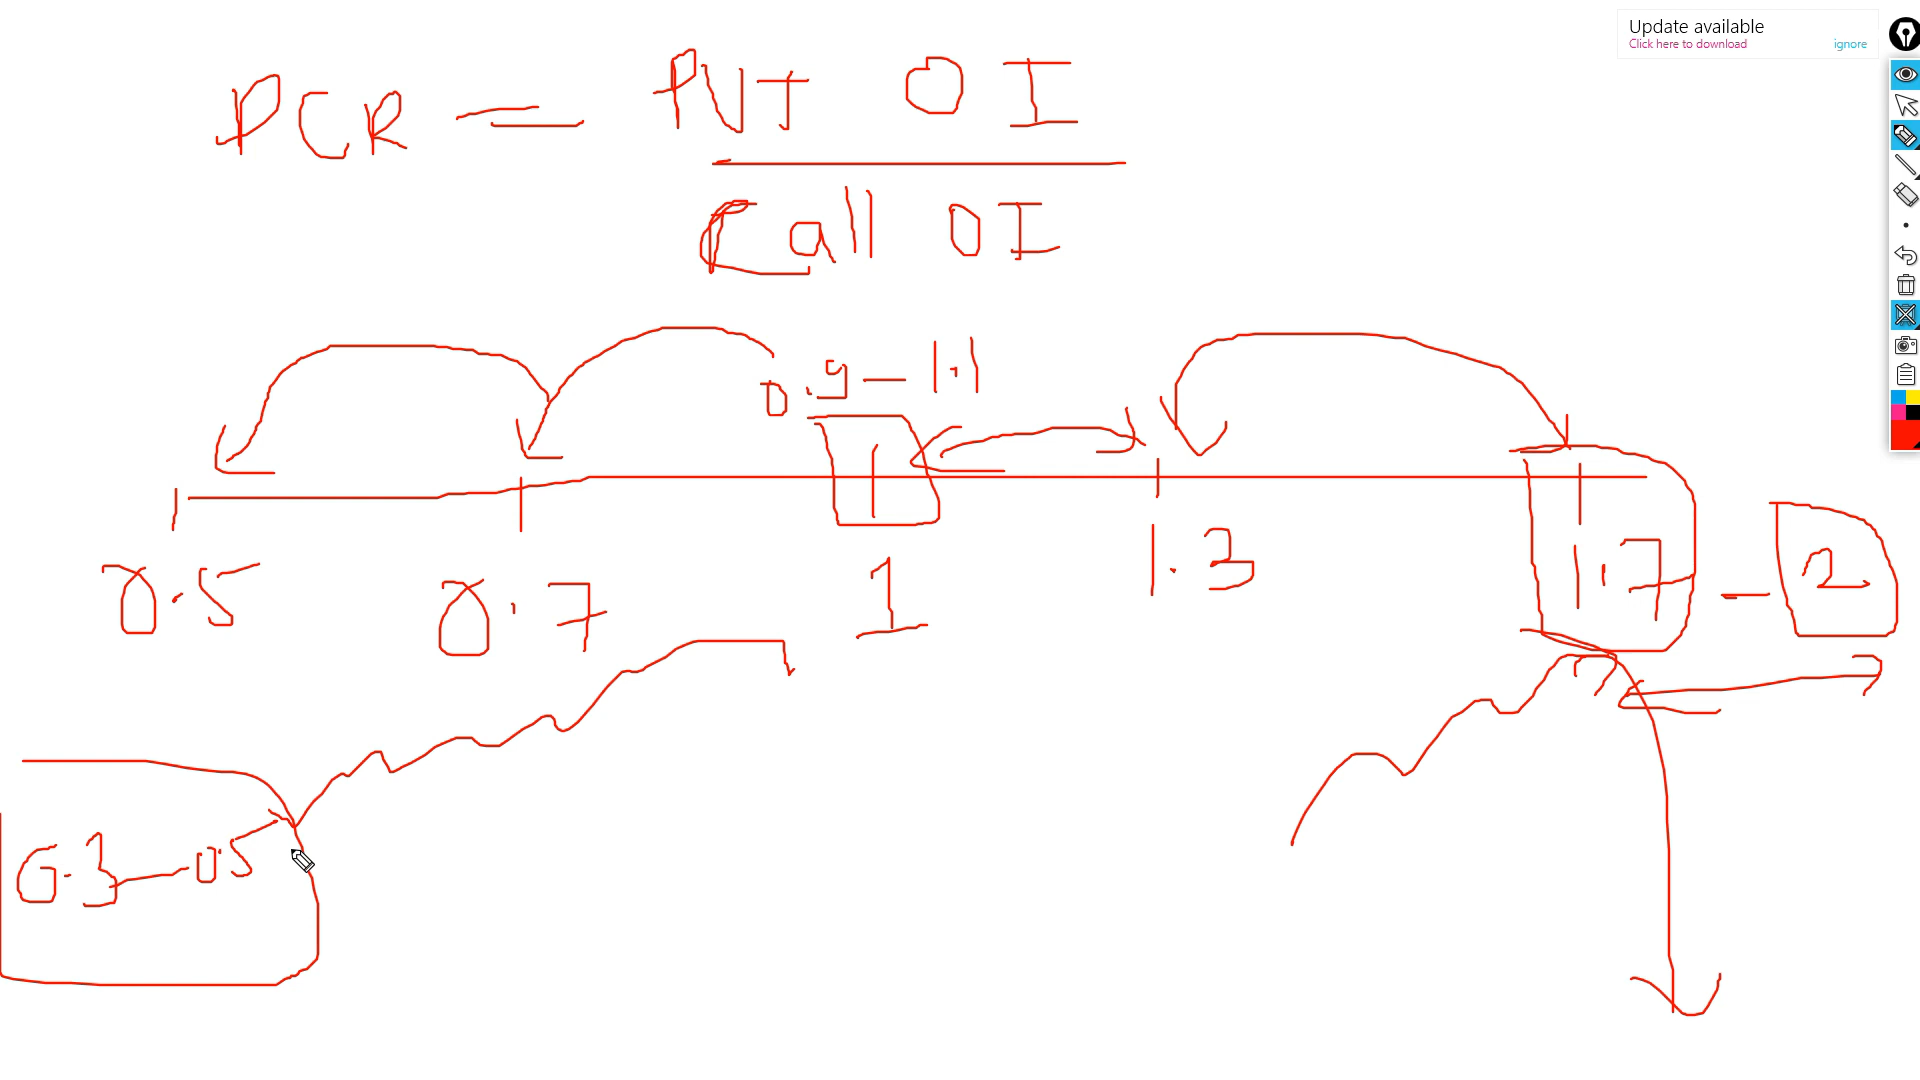 Update available
Click here to download ignore
PCR = PUT OI
Call OI
0.9 - 1.1
0.5 0.7 1 1.3 1.7 - 2
0.3 - 0.5